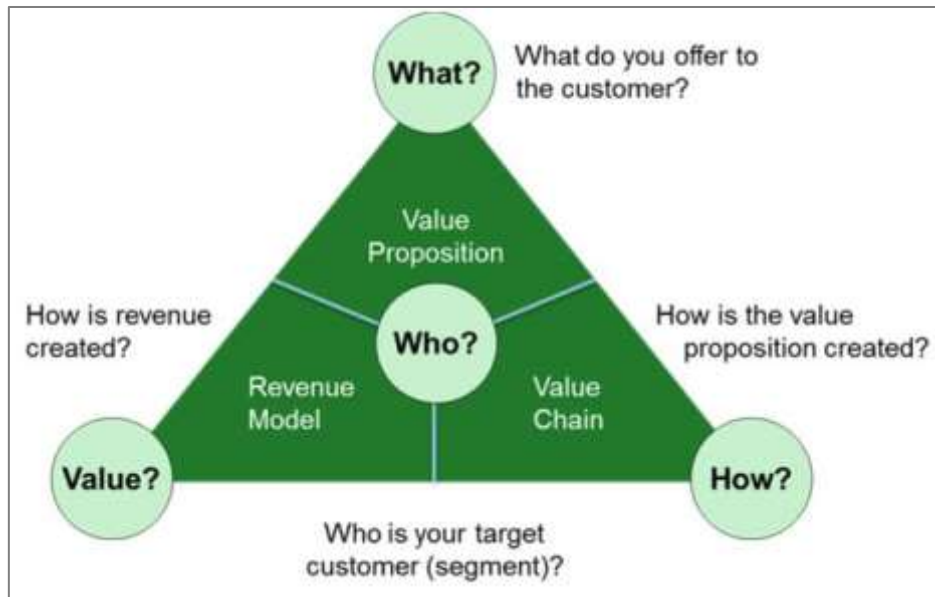 What?
What do you offer to
the customer?
Value
Proposition
How is revenue
created?
Who?
How is the value
proposition created?
Revenue
Model
Value
Chain
Value?
How?
Who is your target
customer (segment)?